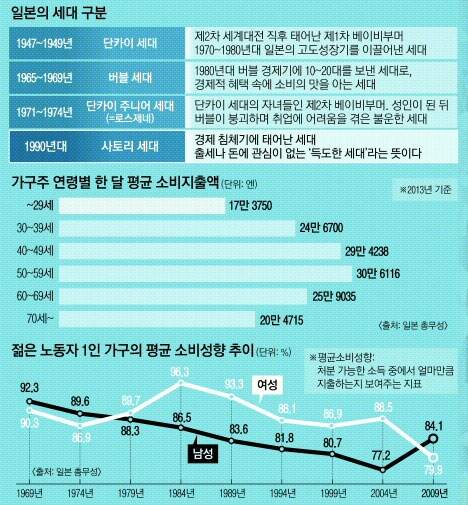 일본의 세대 구분
1947~1949년 단카이 세대 제2차 세계대전 직후 태어난 제1차 베이비부머
1970~1980년대 일본의 고도성장기를 이끌어낸 세대
1965~1969년 버블 세대 1980년대 버블 경제기에 10~20대를 보낸 세대로,
경제적 혜택 속에 소비의 맛을 아는 세대
1971~1974년 단카이 주니어 세대 (=로스제네) 단카이 세대의 자녀들인 제2차 베이비부머. 성인이 된 뒤
버블이 붕괴하며 취업에 어려움을 겪은 불운한 세대
1990년대 사토리 세대 경제 침체기에 태어난 세대
출세나 돈에 관심이 없는 '득도한 세대'라는 뜻이다
가구주 연령별 한 달 평균 소비지출액(단위: 엔)
※2013년 기준
~29세 17만 3750
30~39세 24만 6700
40~49세 29만 4238
50~59세 30만 6116
60~69세 25만 9035
70세~ 20만 4715
<출처: 일본 총무성>
젊은 노동자 1인 가구의 평균 소비성향 추이(단위: %)
※평균소비성향:
처분 가능한 소득 중에서 얼마만큼
지출하는지 보여주는 지표
여성
90.3 86.9 89.7 96.3 93.3 88.1 86.9 88.5 79.9
남성
92.3 89.6 88.3 86.5 83.6 81.8 80.7 77.2 84.1
<출처: 일본 총무성>
1969년 1974년 1979년 1984년 1989년 1994년 1999년 2004년 2009년